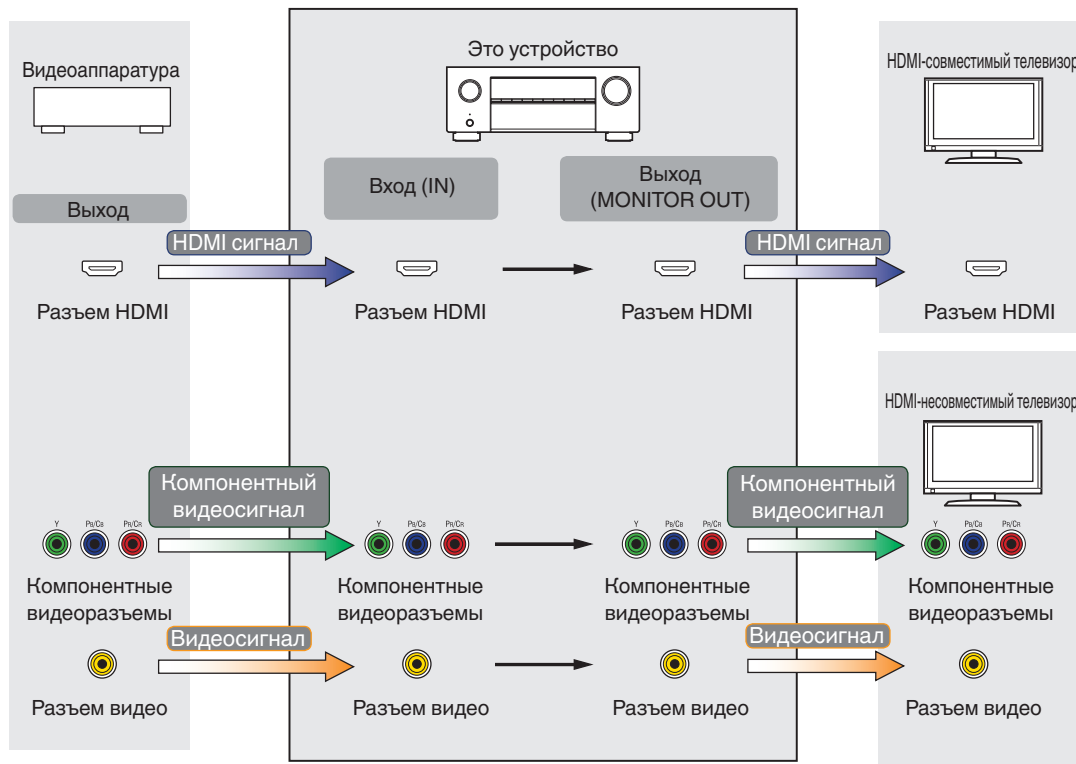 Видеоаппаратура
Это устройство
HDMI-совместимый телевизор
Выход
Вход (IN)
Выход
(MONITOR OUT)
HDMI сигнал
HDMI сигнал
Разъем HDMI
Разъем HDMI
Разъем HDMI
Разъем HDMI
HDMI-несовместимый телевизор
Компонентный
видеосигнал
Компонентный
видеосигнал
Y PB/CB PR/CR
Y PB/CB PR/CR
Y PB/CB PR/CR
Y PB/CB PR/CR
Компонентные
видеоразъемы
Компонентные
видеоразъемы
Компонентные
видеоразъемы
Компонентные
видеоразъемы
Видеосигнал
Видеосигнал
Разъем видео
Разъем видео
Разъем видео
Разъем видео